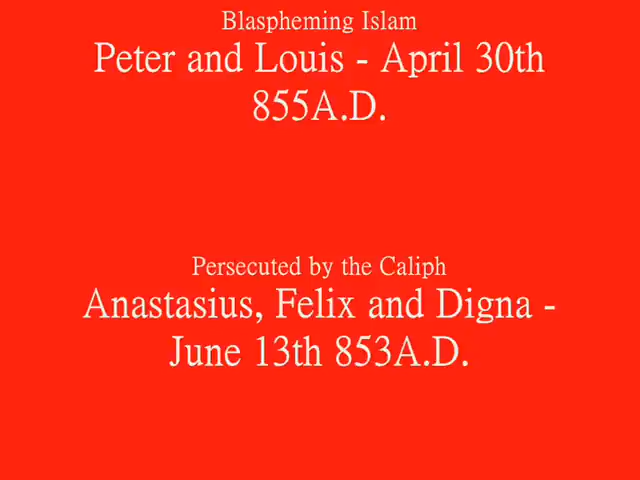 Blaspheming Islam
Peter and Louis - April 30th
855A.D.
Persecuted by the Caliph
Anastasius, Felix and Digna -
June 13th 853A.D.